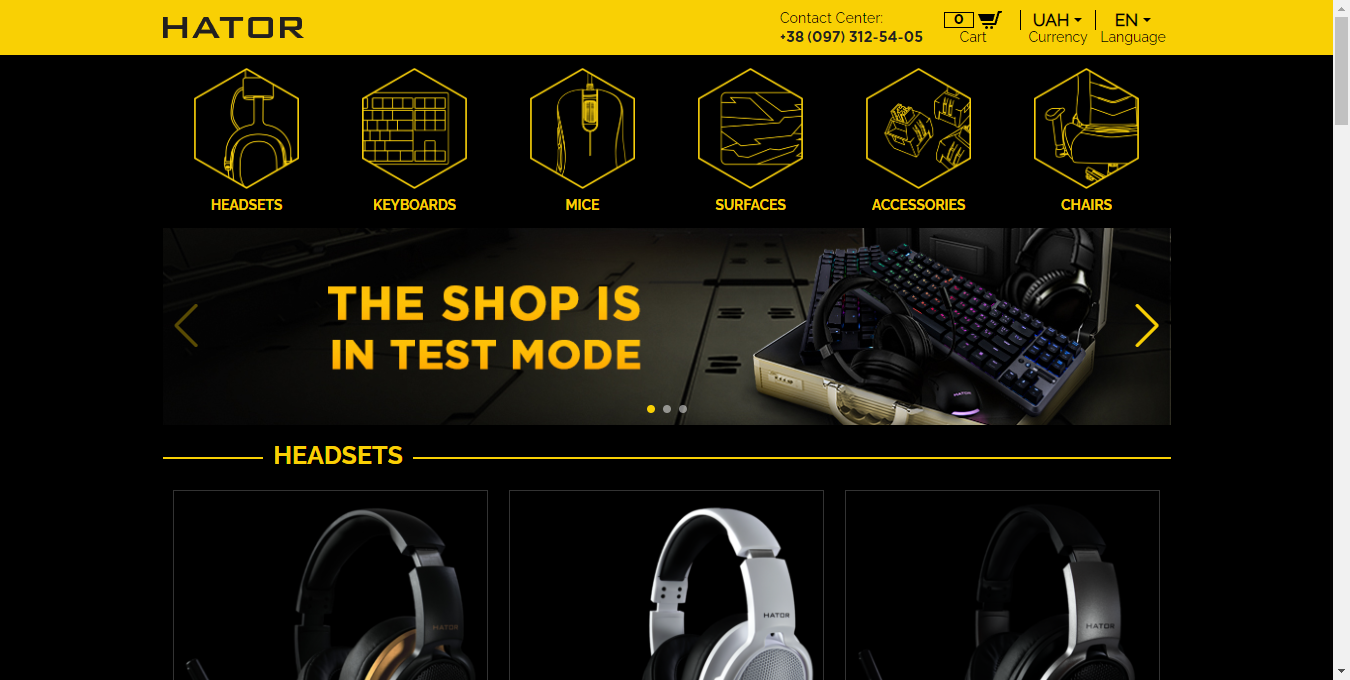 HATOR
Contact Center:
+38 (097) 312-54-05
0
Cart
UAH
Currency
EN
Language
HEADSETS
KEYBOARDS
MICE
SURFACES
ACCESSORIES
CHAIRS
THE SHOP IS
IN TEST MODE
HATOR
HEADSETS
HATOR
HATOR
HATOR